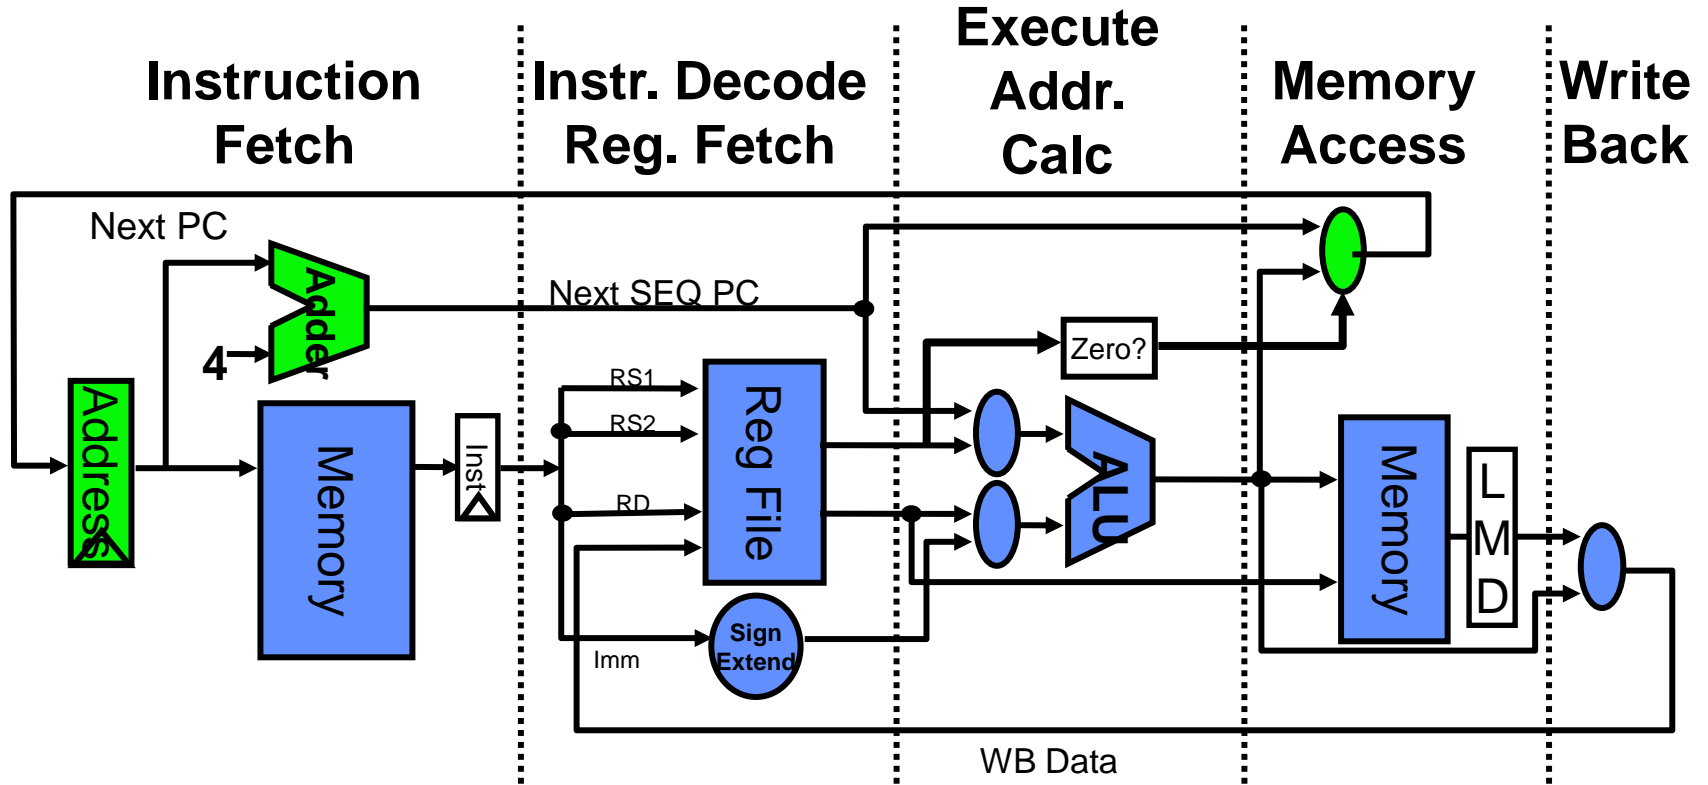 Instruction
Fetch
Instr. Decode
Reg. Fetch
Execute
Addr.
Calc
Memory
Access
Write
Back
Next PC
Adder
4
Address
Memory
Inst
Next SEQ PC
RS1
RS2
RD
Imm
Reg File
Sign
Extend
Zero?
ALU
Memory
L
M
D
WB Data